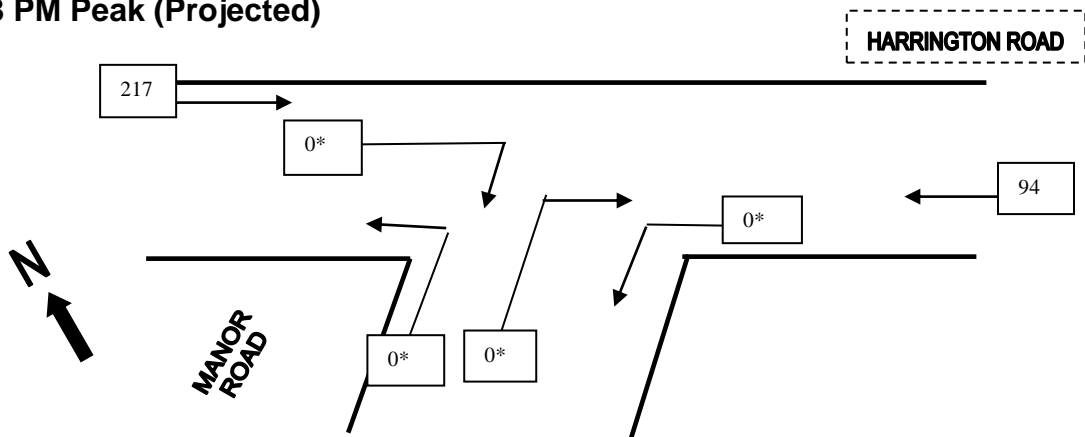 PM Peak (Projected)
HARRINGTON ROAD
217
0*
94
0*
N
MANOR
ROAD
0*
0*